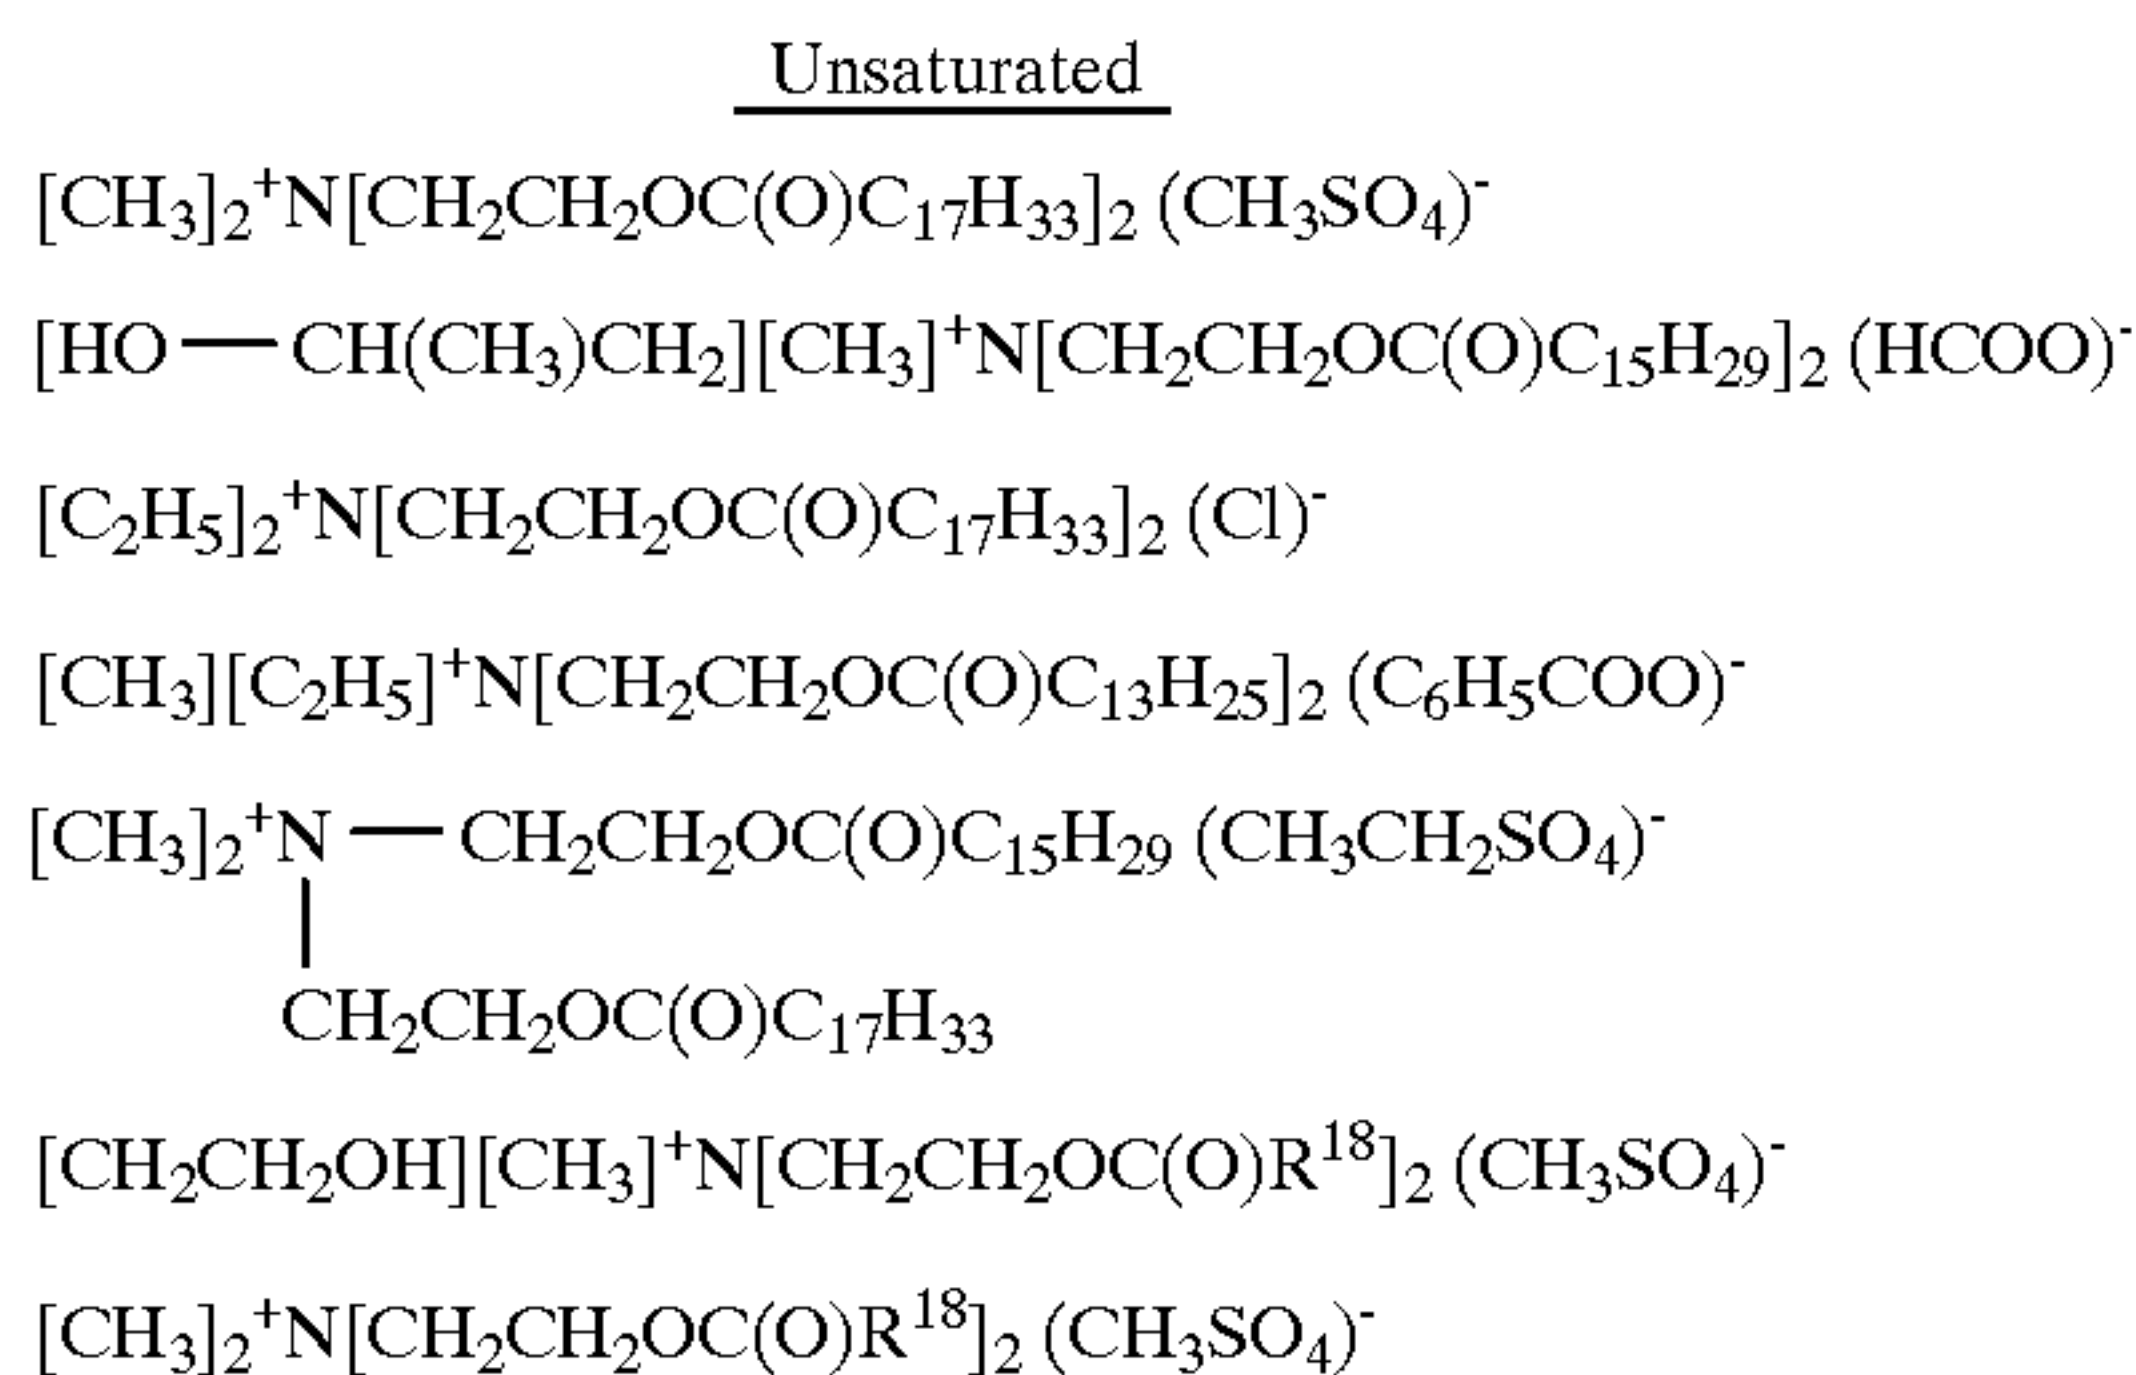 Unsaturated
[CH₃]₂⁺N[CH₂CH₂OC(O)C₁₇H₃₃]₂ (CH₃SO₄)⁻
[HO—CH(CH₃)CH₂][CH₃]⁺N[CH₂CH₂OC(O)C₁₅H₂₉]₂ (HCOO)⁻
[C₂H₅]₂⁺N[CH₂CH₂OC(O)C₁₇H₃₃]₂ (Cl)⁻
[CH₃][C₂H₅]⁺N[CH₂CH₂OC(O)C₁₃H₂₅]₂ (C₆H₅COO)⁻
[CH₃]₂⁺N—CH₂CH₂OC(O)C₁₅H₂₉ (CH₃CH₂SO₄)⁻
CH₂CH₂OC(O)C₁₇H₃₃
[CH₂CH₂OH][CH₃]⁺N[CH₂CH₂OC(O)R¹⁸]₂ (CH₃SO₄)⁻
[CH₃]₂⁺N[CH₂CH₂OC(O)R¹⁸]₂ (CH₃SO₄)⁻